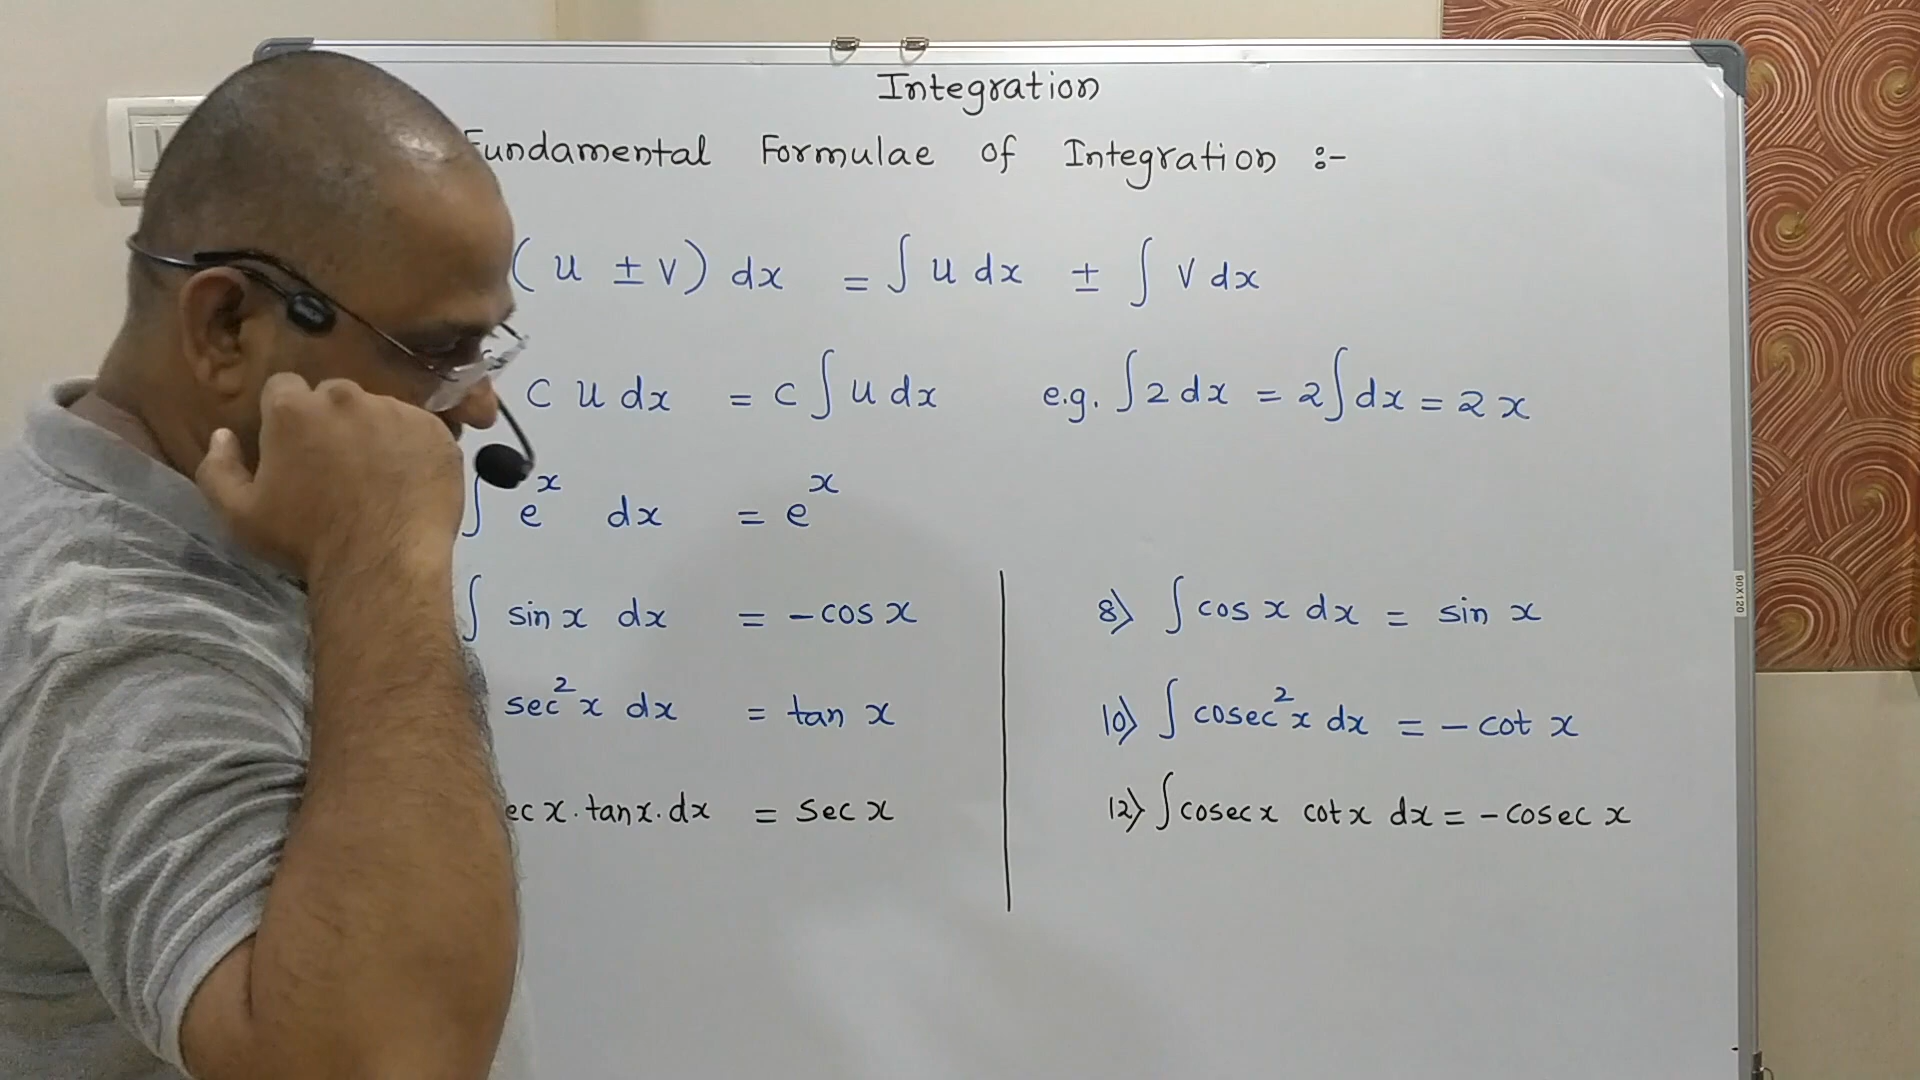 Integration
Fundamental Formulae of Integration :-
( u ± v ) dx = ∫ u dx ± ∫ v dx
c u dx = c ∫ u dx e.g. ∫ 2 dx = 2 ∫ dx = 2x
∫ e^x dx = e^x
∫ sin x dx = -cos x
8) ∫ cos x dx = sin x
sec²x dx = tan x
10) ∫ cosec²x dx = - cot x
ec x . tan x . dx = sec x
12) ∫ cosec x cot x dx = - cosec x
90X120